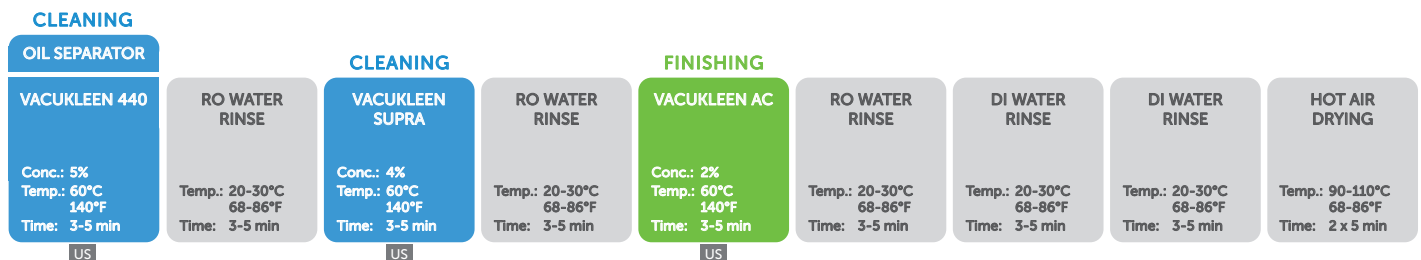 CLEANING
OIL SEPARATOR
VACUKLEEN 440
Conc.: 5%
Temp.: 60°C
140°F
Time: 3-5 min
US
RO WATER
RINSE
Temp.: 20-30°C
68-86°F
Time: 3-5 min
CLEANING
VACUKLEEN
SUPRA
Conc.: 4%
Temp.: 60°C
140°F
Time: 3-5 min
US
RO WATER
RINSE
Temp.: 20-30°C
68-86°F
Time: 3-5 min
FINISHING
VACUKLEEN AC
Conc.: 2%
Temp.: 60°C
140°F
Time: 3-5 min
US
RO WATER
RINSE
Temp.: 20-30°C
68-86°F
Time: 3-5 min
DI WATER
RINSE
Temp.: 20-30°C
68-86°F
Time: 3-5 min
DI WATER
RINSE
Temp.: 20-30°C
68-86°F
Time: 3-5 min
HOT AIR
DRYING
Temp.: 90-110°C
68-86°F
Time: 2 x 5 min